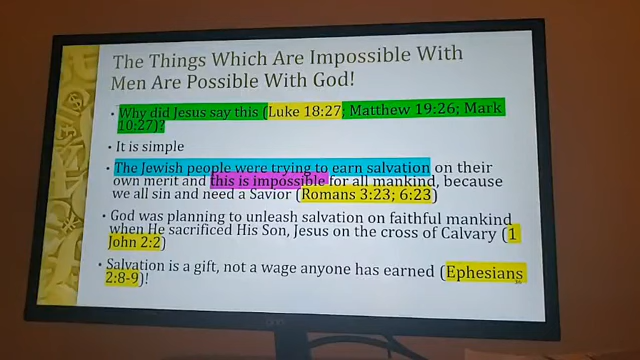 The Things Which Are Impossible With
Men Are Possible With God!
• Why did Jesus say this (Luke 18:27; Matthew 19:26; Mark
10:27)?
• It is simple
• The Jewish people were trying to earn salvation on their
own merit and this is impossible for all mankind, because
we all sin and need a Savior (Romans 3:23; 6:23)
• God was planning to unleash salvation on faithful mankind
when He sacrificed His Son, Jesus on the cross of Calvary (1
John 2:2)
• Salvation is a gift, not a wage anyone has earned (Ephesians
2:8-9)!